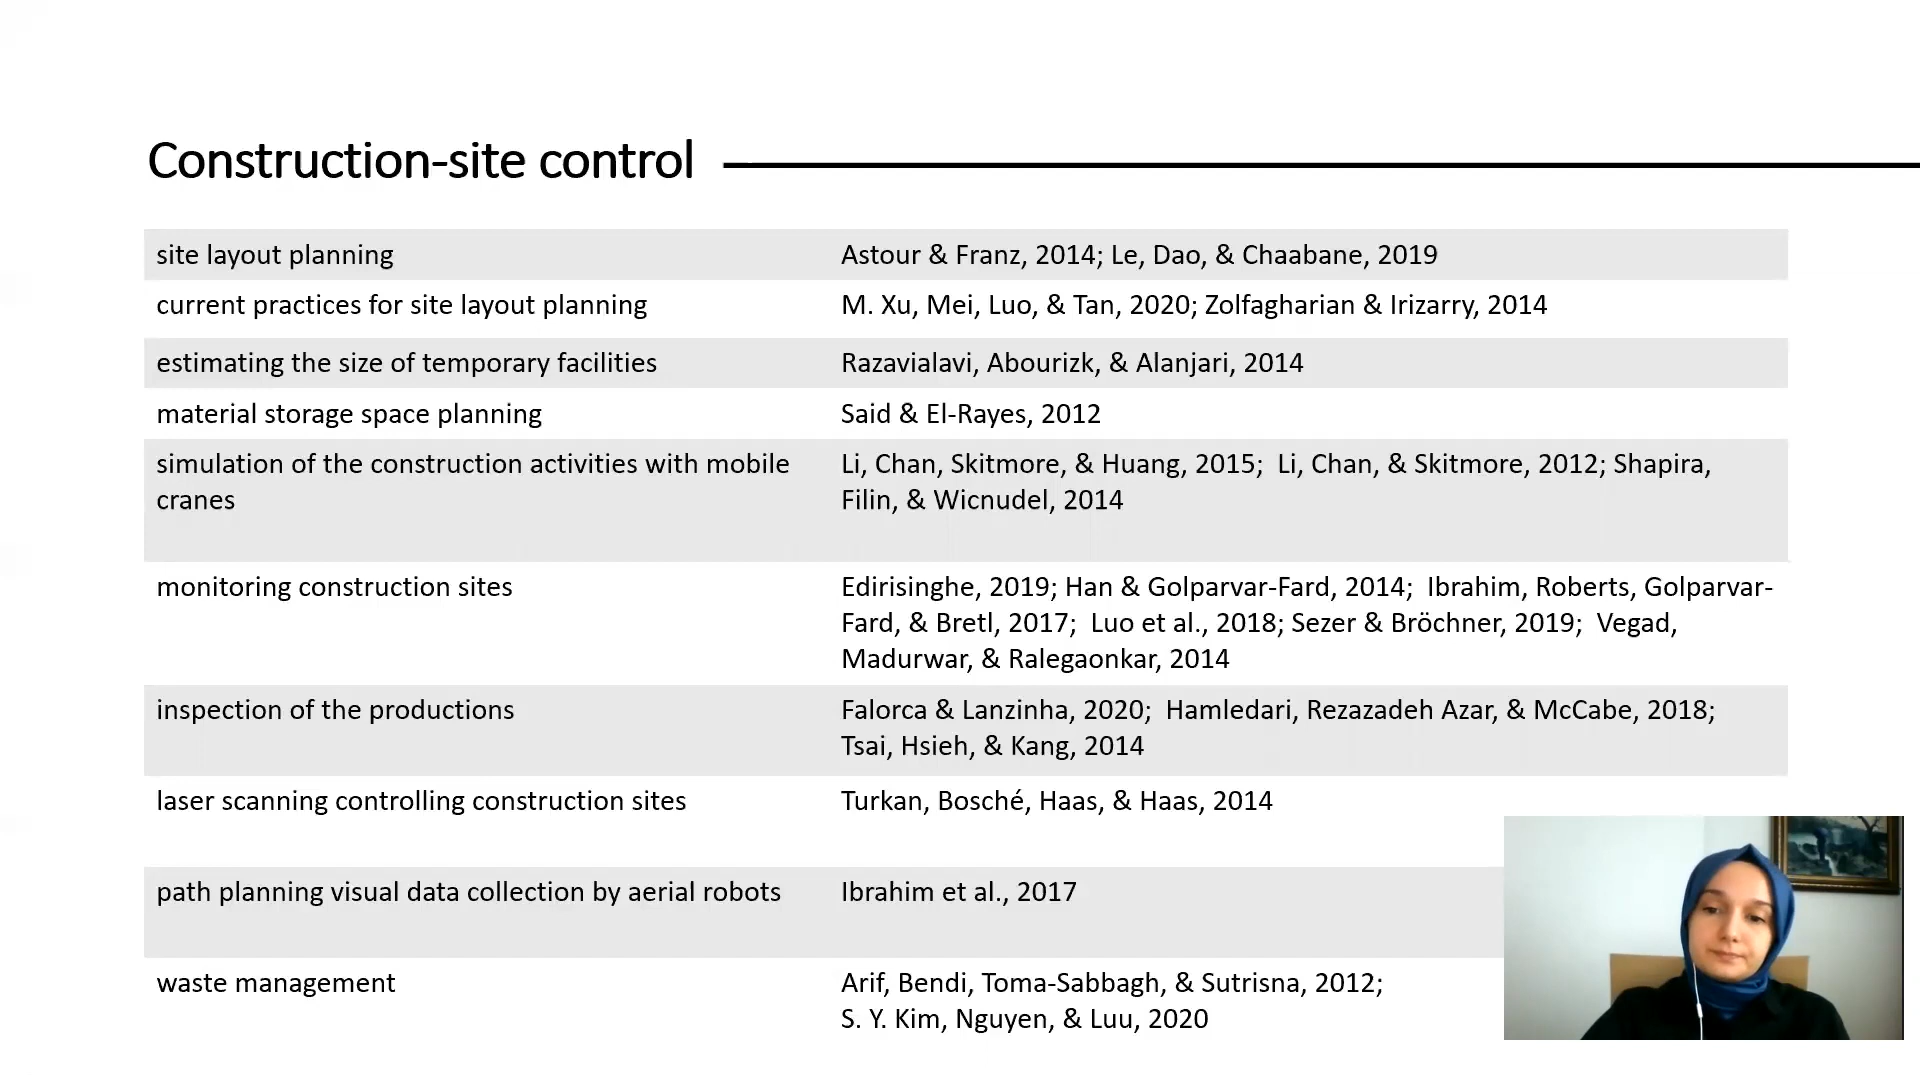 Construction-site control
site layout planning
Astour & Franz, 2014; Le, Dao, & Chaabane, 2019
current practices for site layout planning
M. Xu, Mei, Luo, & Tan, 2020; Zolfagharian & Irizarry, 2014
estimating the size of temporary facilities
Razavialavi, Abourizk, & Alanjari, 2014
material storage space planning
Said & El-Rayes, 2012
simulation of the construction activities with mobile
cranes
Li, Chan, Skitmore, & Huang, 2015; Li, Chan, & Skitmore, 2012; Shapira,
Filin, & Wicnudel, 2014
monitoring construction sites
Edirisinghe, 2019; Han & Golparvar-Fard, 2014; Ibrahim, Roberts, Golparvar-
Fard, & Bretl, 2017; Luo et al., 2018; Sezer & Bröchner, 2019; Vegad,
Madurwar, & Ralegaonkar, 2014
inspection of the productions
Falorca & Lanzinha, 2020; Hamledari, Rezazadeh Azar, & McCabe, 2018;
Tsai, Hsieh, & Kang, 2014
laser scanning controlling construction sites
Turkan, Bosché, Haas, & Haas, 2014
path planning visual data collection by aerial robots
Ibrahim et al., 2017
waste management
Arif, Bendi, Toma-Sabbagh, & Sutrisna, 2012;
S. Y. Kim, Nguyen, & Luu, 2020